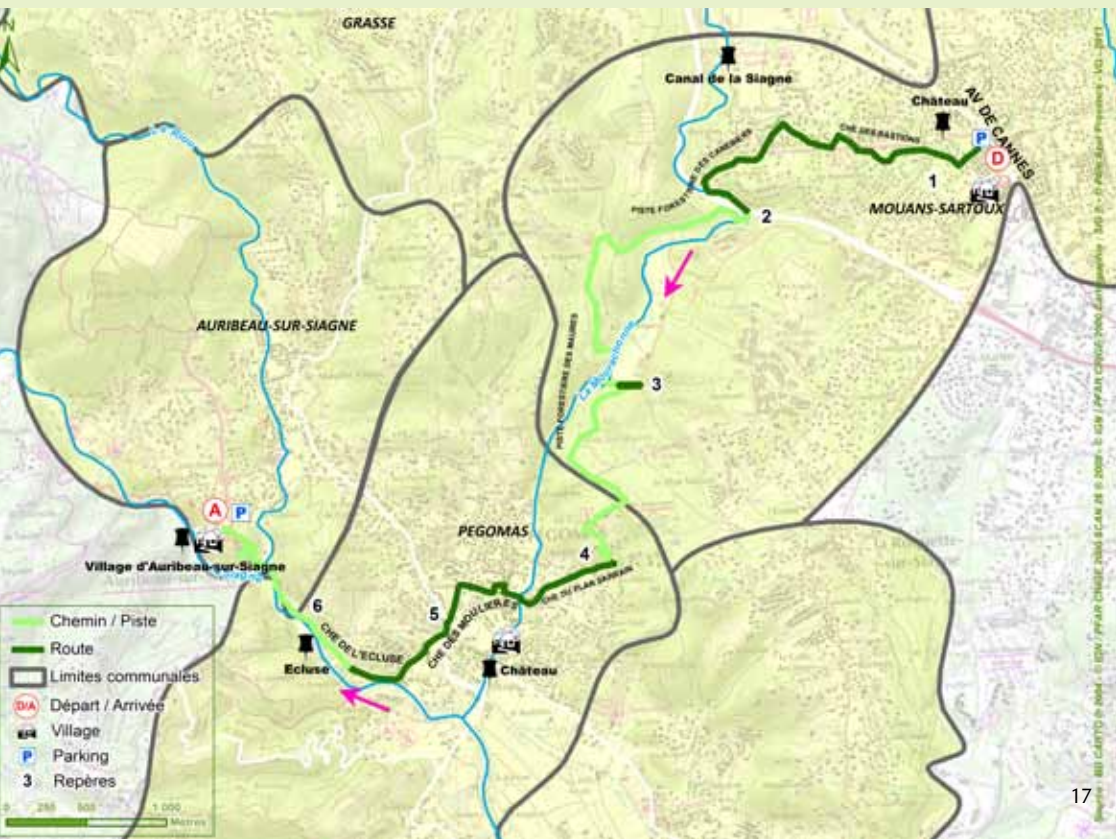 N
GRASSE
Canal de la Siagne
Château
AV DE CANNES
P
D
CHE DES BASTIONS
1
MOUANS-SARTOUX
PISTE FORESTIERE DES CANEBIERS
2
AURIBEAU-SUR-SIAGNE
PISTE FORESTIERE DES MAURES
La Mourachonne
3
A
P
PEGOMAS
4
Village d'Auribeau-sur-Siagne
CHE DU PLAN SARRAIN
6
5
CHE DES MOULIERES
CHE DE L'ECLUSE
Ecluse
Château
Chemin / Piste
Route
Limites communales
D/A Départ / Arrivée
Village
P Parking
3 Repères
0 250 500 1 000
Metres
17